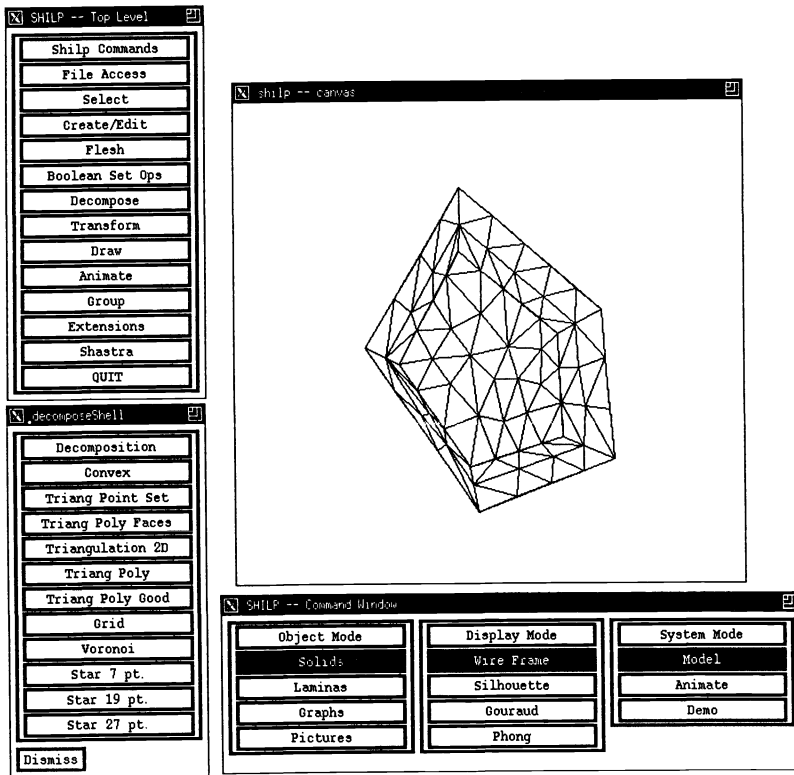 SHILP -- Top Level
Shilp Commands
File Access
Select
Create/Edit
Flesh
Boolean Set Ops
Decompose
Transform
Draw
Animate
Group
Extensions
Shastra
QUIT
decomposeShell
Decomposition
Convex
Triang Point Set
Triang Poly Faces
Triangulation 2D
Triang Poly
Triang Poly Good
Grid
Voronoi
Star 7 pt.
Star 19 pt.
Star 27 pt.
Dismiss
shilp -- canvas
SHILP -- Command Window
Object Mode
Solids
Laminas
Graphs
Pictures
Display Mode
Wire Frame
Silhouette
Gouraud
Phong
System Mode
Model
Animate
Demo